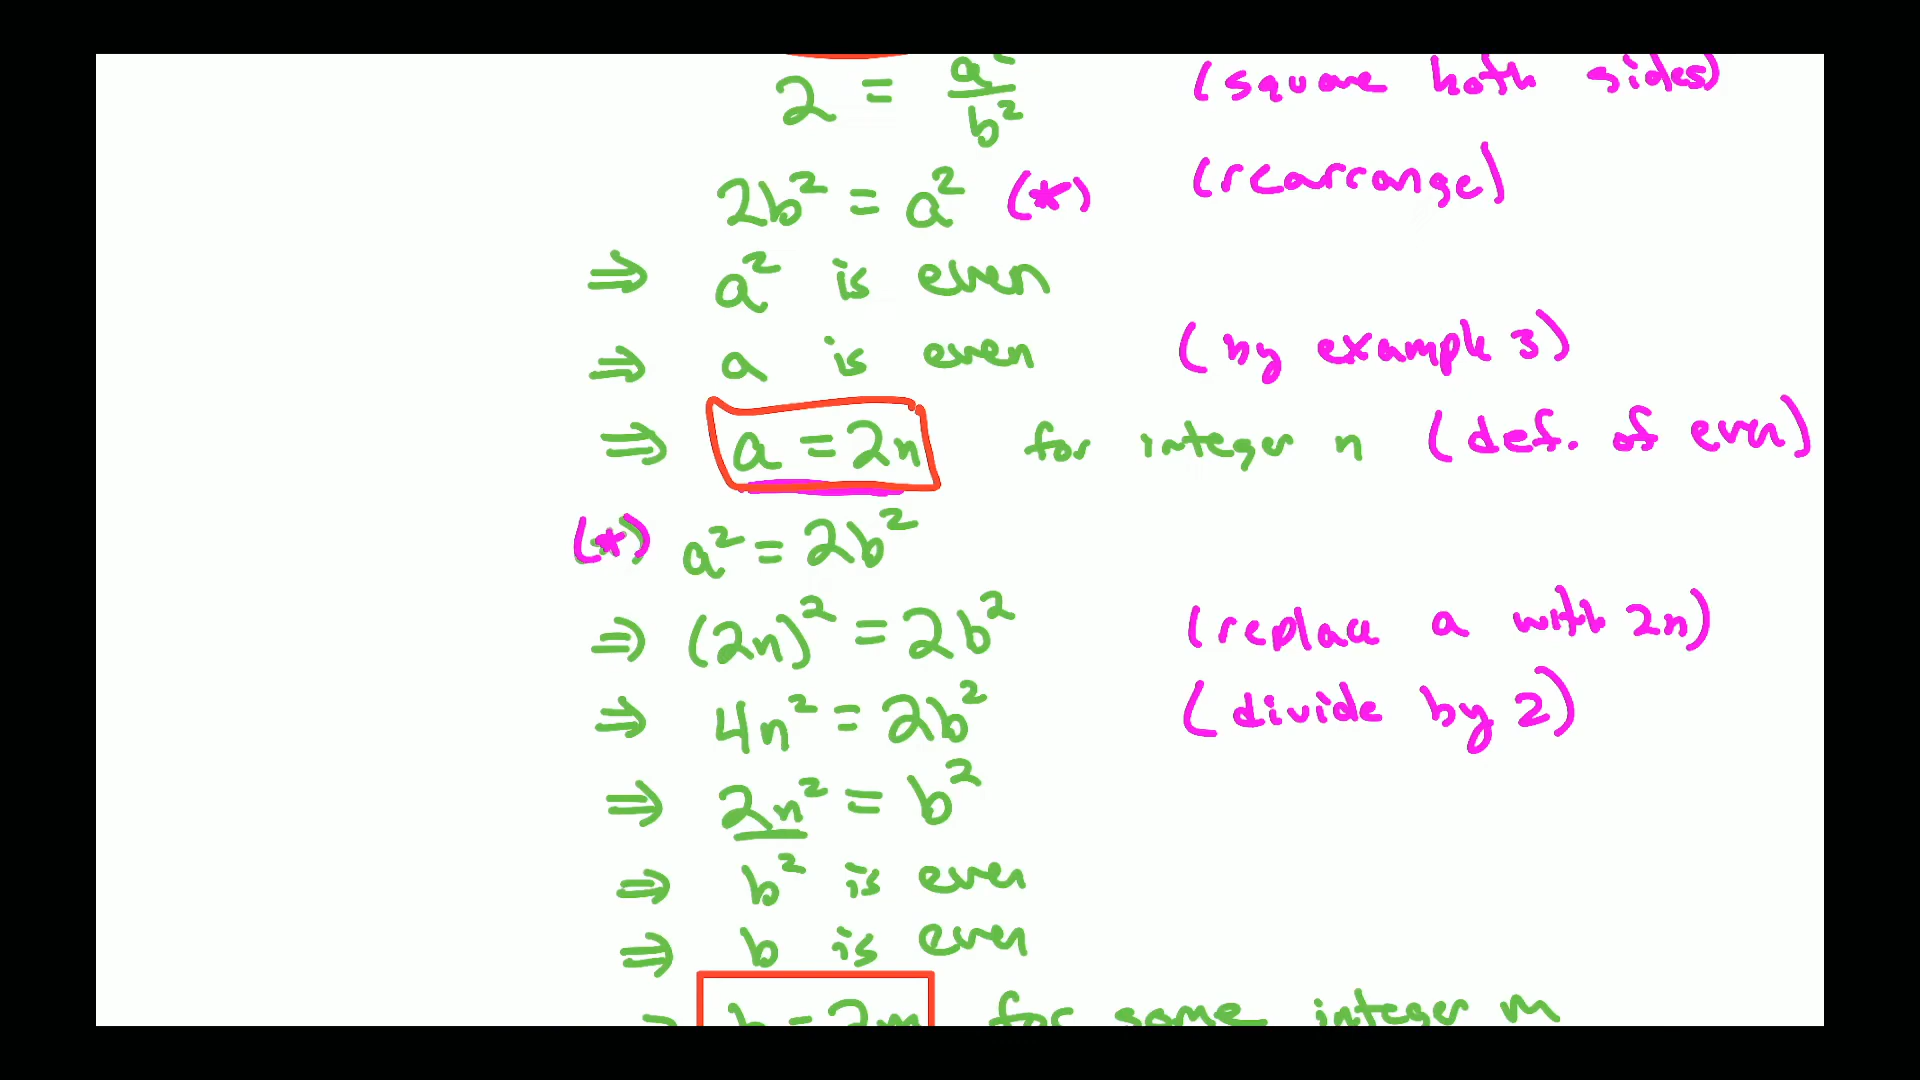 2 = a²/b² (square both sides)
2b² = a² (*) (rearrange)
⇒ a² is even
⇒ a is even (by example 3)
⇒ a = 2n for integer n (def. of even)
(*) a² = 2b²
⇒ (2n)² = 2b² (replace a with 2n)
⇒ 4n² = 2b² (divide by 2)
⇒ 2n² = b²
⇒ b² is even
⇒ b is even
⇒ b = 2m for some integer m